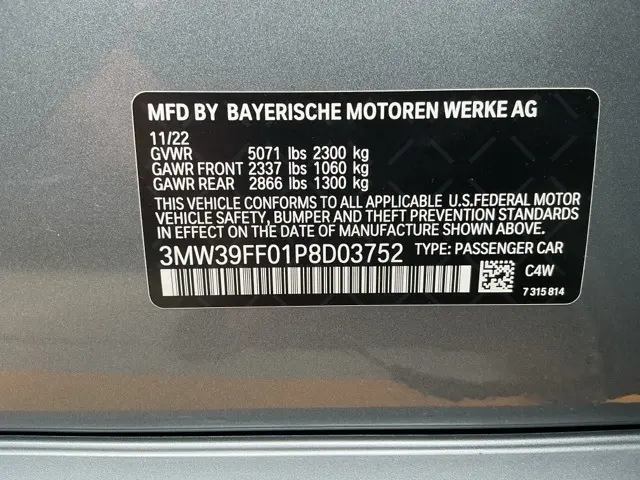 MFD BY BAYERISCHE MOTOREN WERKE AG
11/22
GVWR 5071 lbs 2300 kg
GAWR FRONT 2337 lbs 1060 kg
GAWR REAR 2866 lbs 1300 kg
THIS VEHICLE CONFORMS TO ALL APPLICABLE U.S.FEDERAL MOTOR
VEHICLE SAFETY, BUMPER AND THEFT PREVENTION STANDARDS
IN EFFECT ON THE DATE OF MANUFACTURE SHOWN ABOVE.
3MW39FF01P8D03752 TYPE: PASSENGER CAR
C4W
7 315 814